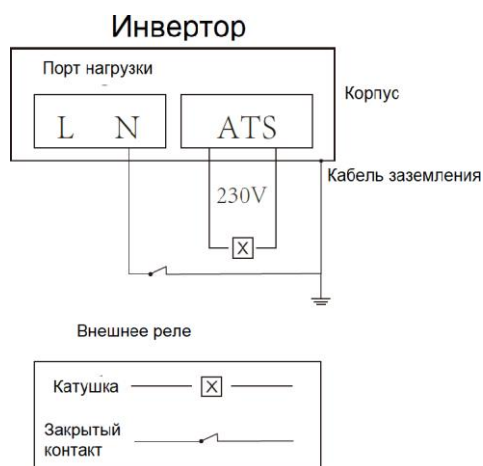 Инвертор
Порт нагрузки
Корпус
L N
ATS
Кабель заземления
230V
X
Внешнее реле
Катушка
X
Закрытый
контакт